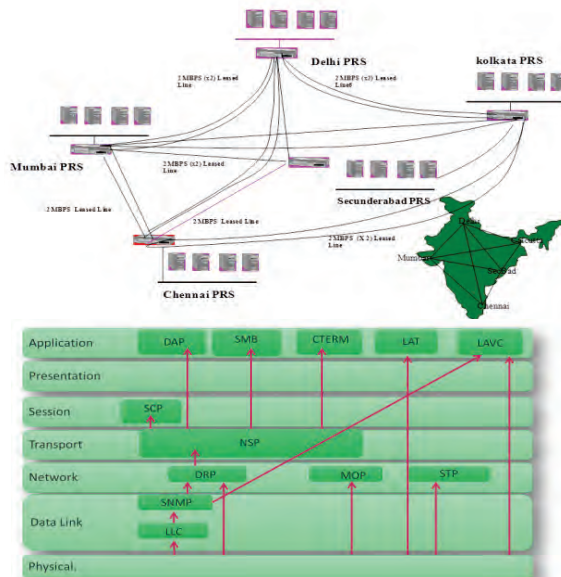 Delhi PRS
kolkata PRS
2 MBPS (x2) Leased
Line
2 MBPS (x2) Leased
Lined
Mumbai PRS
2 MBPS (x2) Leased
Line
Secunderabad PRS
2 MBPS Leased Line
2 MBPS Leased Line
2 MBPS (X 2) Leased
Line
Chennai PRS
Mumbai
Sec'bad
Chennai
Application
DAP
SMB
CTERM
LAT
LAVC
Presentation
Session
SCP
Transport
NSP
Network
DRP
MOP
STP
SNMP
Data Link
LLC
Physical.